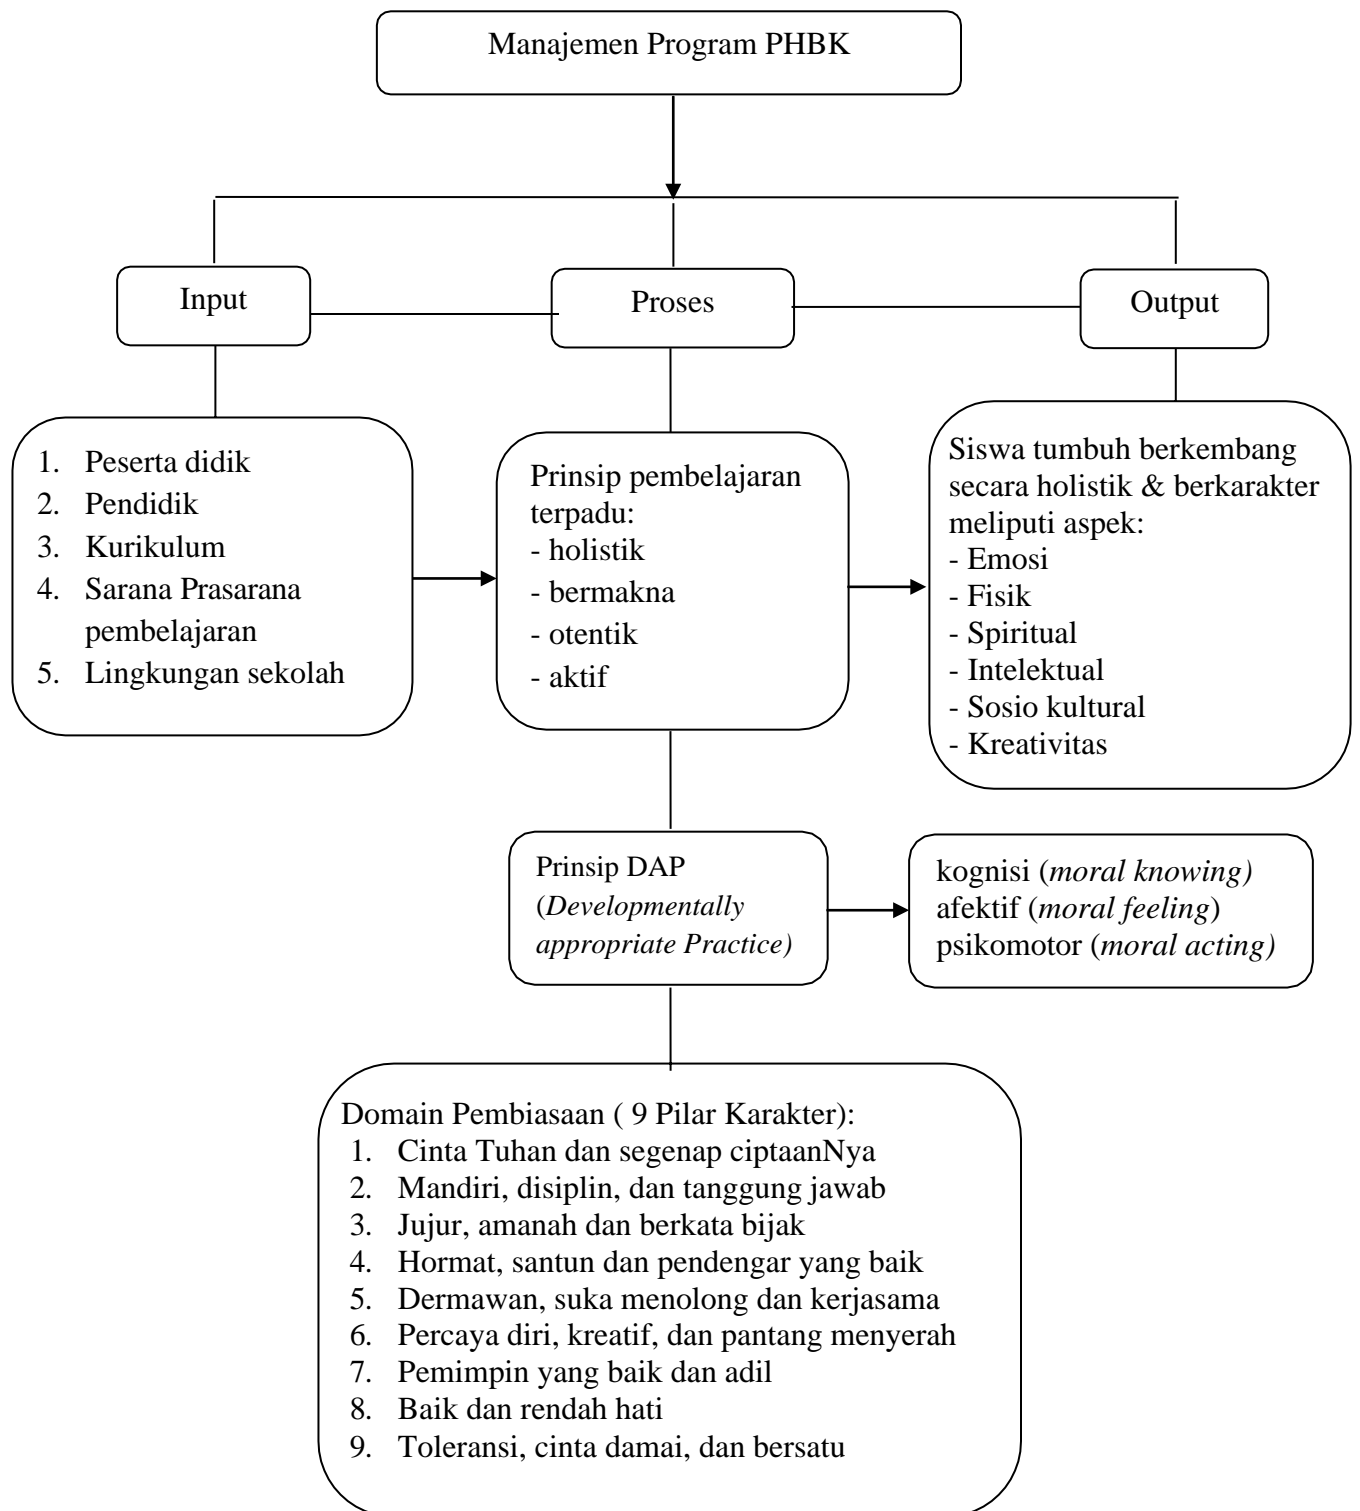 Manajemen Program PHBK
Input
Proses
Output
1. Peserta didik
2. Pendidik
3. Kurikulum
4. Sarana Prasarana
pembelajaran
5. Lingkungan sekolah
Prinsip pembelajaran
terpadu:
- holistik
- bermakna
- otentik
- aktif
Siswa tumbuh berkembang
secara holistik & berkarakter
meliputi aspek:
- Emosi
- Fisik
- Spiritual
- Intelektual
- Sosio kultural
- Kreativitas
Prinsip DAP
(Developmentally
appropriate Practice)
kognisi (moral knowing)
afektif (moral feeling)
psikomotor (moral acting)
Domain Pembiasaan ( 9 Pilar Karakter):
1. Cinta Tuhan dan segenap ciptaanNya
2. Mandiri, disiplin, dan tanggung jawab
3. Jujur, amanah dan berkata bijak
4. Hormat, santun dan pendengar yang baik
5. Dermawan, suka menolong dan kerjasama
6. Percaya diri, kreatif, dan pantang menyerah
7. Pemimpin yang baik dan adil
8. Baik dan rendah hati
9. Toleransi, cinta damai, dan bersatu